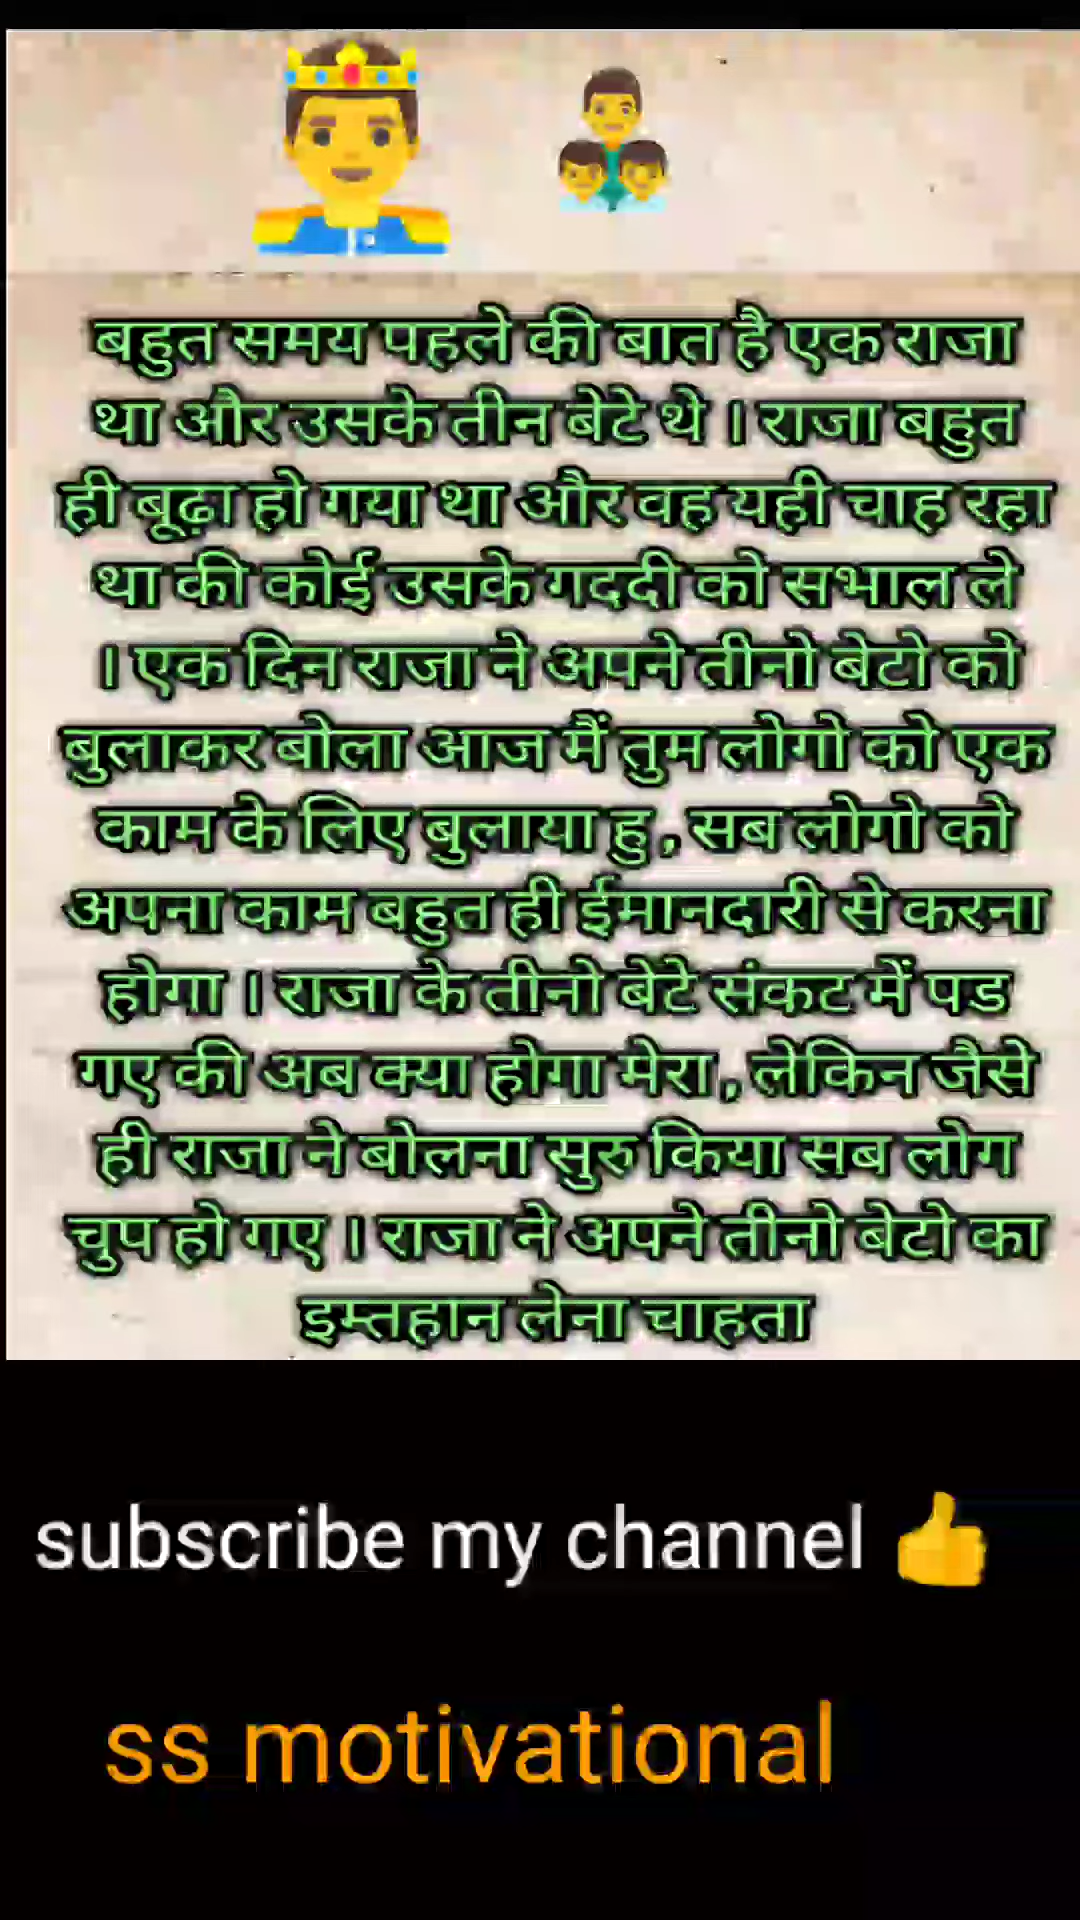 बहुत समय पहले की बात है एक राजा
था और उसके तीन बेटे थे । राजा बहुत
ही बूढ़ा हो गया था और वह यही चाह रहा
था की कोई उसके गददी को सभाल ले
। एक दिन राजा ने अपने तीनो बेटो को
बुलाकर बोला आज मैं तुम लोगो को एक
काम के लिए बुलाया हु , सब लोगो को
अपना काम बहुत ही ईमानदारी से करना
होगा । राजा के तीनो बेटे संकट में पड
गए की अब क्या होगा मेरा , लेकिन जैसे
ही राजा ने बोलना सुरु किया सब लोग
चुप हो गए । राजा ने अपने तीनो बेटो का
इम्तहान लेना चाहता
subscribe my channel 👍
ss motivational